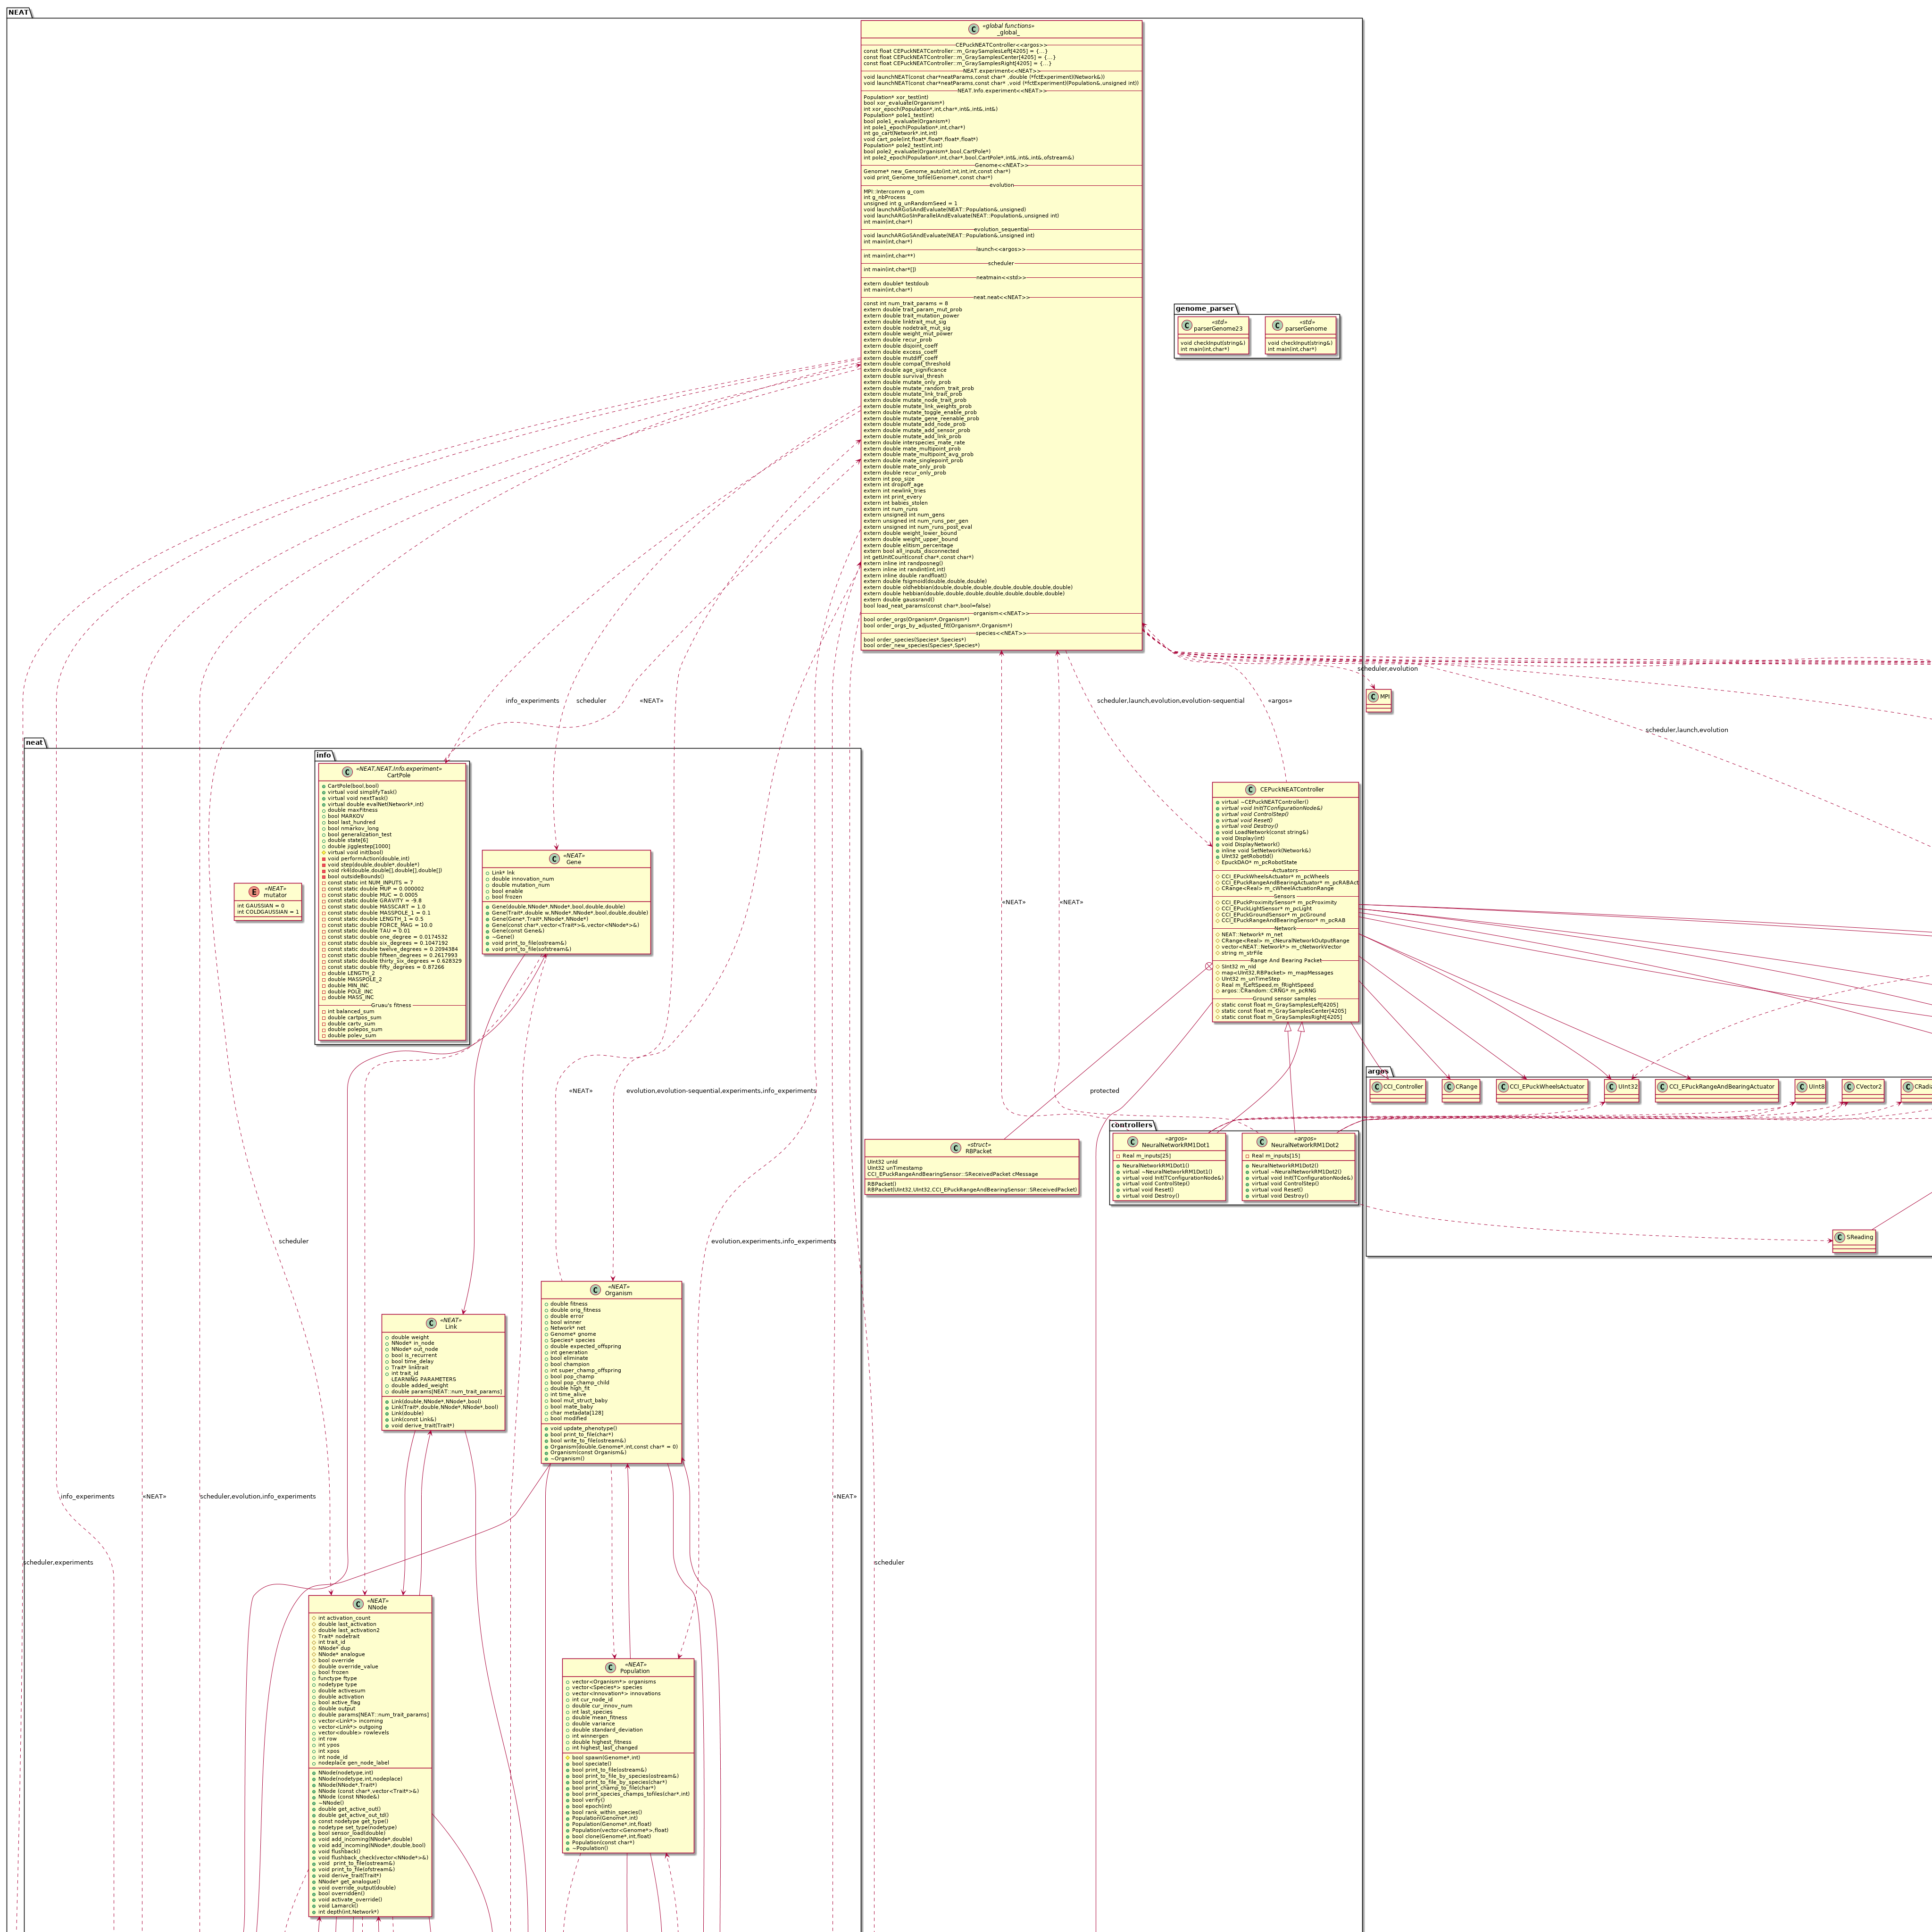 NEAT
«global functions»
_global_
CEPuckNEATController<<argos>>
const float CEPuckNEATController::m_GraySamplesLeft[4205] = {...}
const float CEPuckNEATController::m_GraySamplesCenter[4205] = {...}
const float CEPuckNEATController::m_GraySamplesRight[4205] = {...}
NEAT.experiment<<NEAT>>
void launchNEAT(const char*neatParams,const char* ,double (*fctExperiment)(Network&))
void launchNEAT(const char*neatParams,const char* ,void (*fctExperiment)(Population&,unsigned int))
NEAT.Info.experiment<<NEAT>>
Population* xor_test(int)
bool xor_evaluate(Organism*)
int xor_epoch(Population*,int,char*,int&,int&,int&)
Population* pole1_test(int)
bool pole1_evaluate(Organism*)
int pole1_epoch(Population*,int,char*)
int go_cart(Network*,int,int)
void cart_pole(int,float*,float*,float*,float*)
Population* pole2_test(int,int)
bool pole2_evaluate(Organism*,bool,CartPole*)
int pole2_epoch(Population*,int,char*,bool,CartPole*,int&,int&,int&,ofstream&)
Genome<<NEAT>>
Genome* new_Genome_auto(int,int,int,int,const char*)
void print_Genome_tofile(Genome*,const char*)
evolution
MPI::Intercomm g_com
int g_nbProcess
unsigned int g_unRandomSeed = 1
void launchARGoSAndEvaluate(NEAT::Population&,unsigned)
void launchARGoSInParallelAndEvaluate(NEAT::Population&,unsigned int)
int main(int,char*)
evolution_sequential
void launchARGoSAndEvaluate(NEAT::Population&,unsigned int)
int main(int,char*)
launch<<argos>>
int main(int,char**)
scheduler
int main(int,char*[])
neatmain<<std>>
extern double* testdoub
int main(int,char*)
neat.neat<<NEAT>>
const int num_trait_params = 8
extern double trait_param_mut_prob
extern double trait_mutation_power
extern double linktrait_mut_sig
extern double nodetrait_mut_sig
extern double weight_mut_power
extern double recur_prob
extern double disjoint_coeff
extern double excess_coeff
extern double mutdiff_coeff
extern double compat_threshold
extern double age_significance
extern double survival_thresh
extern double mutate_only_prob
extern double mutate_random_trait_prob
extern double mutate_link_trait_prob
extern double mutate_node_trait_prob
extern double mutate_link_weights_prob
extern double mutate_toggle_enable_prob
extern double mutate_gene_reenable_prob
extern double mutate_add_node_prob
extern double mutate_add_sensor_prob
extern double mutate_add_link_prob
extern double interspecies_mate_rate
extern double mate_multipoint_prob
extern double mate_multipoint_avg_prob
extern double mate_singlepoint_prob
extern double mate_only_prob
extern double recur_only_prob
extern int pop_size
extern int dropoff_age
extern int newlink_tries
extern int print_every
extern int babies_stolen
extern int num_runs
extern unsigned int num_gens
extern unsigned int num_runs_per_gen
extern unsigned int num_runs_post_eval
extern double weight_lower_bound
extern double weight_upper_bound
extern double elitism_percentage
extern bool all_inputs_disconnected
int getUnitCount(const char*,const char*)
extern inline int randposneg()
extern inline int randint(int,int)
extern inline double randfloat()
extern double fsigmoid(double,double,double)
extern double oldhebbian(double,double,double,double,double,double,double)
extern double hebbian(double,double,double,double,double,double,double)
extern double gaussrand()
bool load_neat_params(const char*,bool=false)
organism<<NEAT>>
bool order_orgs(Organism*,Organism*)
bool order_orgs_by_adjusted_fit(Organism*,Organism*)
species<<NEAT>>
bool order_species(Species*,Species*)
bool order_new_species(Species*,Species*)
genome_parser
«std»
parserGenome23
void checkInput(string&)
int main(int,char*)
«std»
parserGenome
void checkInput(string&)
int main(int,char*)
scheduler,evolution
MPI
info_experiments
scheduler
«NEAT»
scheduler,launch,evolution,evolution-sequential
«argos»
scheduler,launch,evolution
neat
info
«NEAT,NEAT.Info.experiment»
CartPole
CartPole(bool,bool)
virtual void simplifyTask()
virtual void nextTask()
virtual double evalNet(Network*,int)
double maxFitness
bool MARKOV
bool last_hundred
bool nmarkov_long
bool generalization_test
double state[6]
double jigglestep[1000]
virtual void init(bool)
void performAction(double,int)
void step(double,double*,double*)
void rk4(double,double[],double[],double[])
bool outsideBounds()
const static int NUM_INPUTS = 7
const static double MUP = 0.000002
const static double MUC = 0.0005
const static double GRAVITY = -9.8
const static double MASSCART = 1.0
const static double MASSPOLE_1 = 0.1
const static double LENGTH_1 = 0.5
const static double FORCE_MAG = 10.0
const static double TAU = 0.01
const static double one_degree = 0.0174532
const static double six_degrees = 0.1047192
const static double twelve_degrees = 0.2094384
const static double fifteen_degrees = 0.2617993
const static double thirty_six_degrees = 0.628329
const static double fifty_degrees = 0.87266
double LENGTH_2
double MASSPOLE_2
double MIN_INC
double POLE_INC
double MASS_INC
Gruau's fitness
int balanced_sum
double cartpos_sum
double cartv_sum
double polepos_sum
double polev_sum
«NEAT»
mutator
int GAUSSIAN = 0
int COLDGAUSSIAN = 1
«NEAT»
Gene
Link* lnk
double innovation_num
double mutation_num
bool enable
bool frozen
Gene(double,NNode*,NNode*,bool,double,double)
Gene(Trait*,double w,NNode*,NNode*,bool,double,double)
Gene(Gene*,Trait*,NNode*,NNode*)
Gene(const char*,vector<Trait*>&,vector<NNode*>&)
Gene(const Gene&)
~Gene()
void print_to_file(ostream&)
void print_to_file(sofstream&)
CEPuckNEATController
virtual ~CEPuckNEATController()
virtual void Init(TConfigurationNode&)
virtual void ControlStep()
virtual void Reset()
virtual void Destroy()
void LoadNetwork(const string&)
void Display(int)
void DisplayNetwork()
inline void SetNetwork(Network&)
UInt32 getRobotId()
EpuckDAO* m_pcRobotState
Actuators
CCI_EPuckWheelsActuator* m_pcWheels
CCI_EPuckRangeAndBearingActuator* m_pcRABAct
CRange<Real> m_cWheelActuationRange
Sensors
CCI_EPuckProximitySensor* m_pcProximity
CCI_EPuckLightSensor* m_pcLight
CCI_EPuckGroundSensor* m_pcGround
CCI_EPuckRangeAndBearingSensor* m_pcRAB
Network
NEAT::Network* m_net
CRange<Real> m_cNeuralNetworkOutputRange
vector<NEAT::Network*> m_cNetworkVector
string m_strFile
Range And Bearing Packet
SInt32 m_nId
map<UInt32,RBPacket> m_mapMessages
UInt32 m_unTimeStep
Real m_fLeftSpeed,m_fRightSpeed
argos::CRandom::CRNG* m_pcRNG
Ground sensor samples
static const float m_GraySamplesLeft[4205]
static const float m_GraySamplesCenter[4205]
static const float m_GraySamplesRight[4205]
«NEAT»
«NEAT»
argos
CCI_Controller
CRange
CCI_EPuckWheelsActuator
UInt32
CCI_EPuckRangeAndBearingActuator
UInt8
CVector2
«NEAT»
evolution,evolution-sequential,experiments,info_experiments
protected
controllers
«argos»
NeuralNetworkRM1Dot1
Real m_inputs[25]
NeuralNetworkRM1Dot1()
virtual ~NeuralNetworkRM1Dot1()
virtual void Init(TConfigurationNode&)
virtual void ControlStep()
virtual void Reset()
virtual void Destroy()
«argos»
NeuralNetworkRM1Dot2
Real m_inputs[15]
NeuralNetworkRM1Dot2()
virtual ~NeuralNetworkRM1Dot2()
virtual void Init(TConfigurationNode&)
virtual void ControlStep()
virtual void Reset()
virtual void Destroy()
«struct»
RBPacket
UInt32 unId
UInt32 unTimestamp
CCI_EPuckRangeAndBearingSensor::SReceivedPacket cMessage
RBPacket()
RBPacket(UInt32,UInt32,CCI_EPuckRangeAndBearingSensor::SReceivedPacket)
SReading
scheduler
evolution,experiments,info_experiments
«NEAT»
Organism
double fitness
double orig_fitness
double error
bool winner
Network* net
Genome* gnome
Species* species
double expected_offspring
int generation
bool eliminate
bool champion
int super_champ_offspring
bool pop_champ
bool pop_champ_child
double high_fit
int time_alive
bool mut_struct_baby
bool mate_baby
char metadata[128]
bool modified
void update_phenotype()
bool print_to_file(char*)
bool write_to_file(ostream&)
Organism(double,Genome*,int,const char* = 0)
Organism(const Organism&)
~Organism()
«NEAT»
Link
double weight
NNode* in_node
NNode* out_node
bool is_recurrent
bool time_delay
Trait* linktrait
int trait_id
LEARNING PARAMETERS
double added_weight
double params[NEAT::num_trait_params]
Link(double,NNode*,NNode*,bool)
Link(Trait*,double,NNode*,NNode*,bool)
Link(double)
Link(const Link&)
void derive_trait(Trait*)
info_experiments
«NEAT»
scheduler,evolution,info_experiments
«NEAT»
scheduler,experiments
scheduler
«NEAT»
NNode
int activation_count
double last_activation
double last_activation2
Trait* nodetrait
int trait_id
NNode* dup
NNode* analogue
bool override
double override_value
bool frozen
functype ftype
nodetype type
double activesum
double activation
bool active_flag
double output
double params[NEAT::num_trait_params]
vector<Link*> incoming
vector<Link*> outgoing
vector<double> rowlevels
int row
int ypos
int xpos
int node_id
nodeplace gen_node_label
NNode(nodetype,int)
NNode(nodetype,int,nodeplace)
NNode(NNode*,Trait*)
NNode (const char*,vector<Trait*>&)
NNode (const NNode&)
~NNode()
double get_active_out()
double get_active_out_td()
const nodetype get_type()
nodetype set_type(nodetype)
bool sensor_load(double)
void add_incoming(NNode*,double)
void add_incoming(NNode*,double,bool)
void flushback()
void flushback_check(vector<NNode*>&)
void  print_to_file(ostream&)
void print_to_file(ofstream&)
void derive_trait(Trait*)
NNode* get_analogue()
void override_output(double)
bool overridden()
void activate_override()
void Lamarck()
int depth(int,Network*)
«NEAT»
Population
vector<Organism*> organisms
vector<Species*> species
vector<Innovation*> innovations
int cur_node_id
double cur_innov_num
int last_species
double mean_fitness
double variance
double standard_deviation
int winnergen
double highest_fitness
int highest_last_changed
bool spawn(Genome*,int)
bool speciate()
bool print_to_file(ostream&)
bool print_to_file_by_species(ostream&)
bool print_to_file_by_species(char*)
bool print_champ_to_file(char*)
bool print_species_champs_tofiles(char*,int)
bool verify()
bool epoch(int)
bool rank_within_species()
Population(Genome*,int)
Population(Genome*,int,float)
Population(vector<Genome*>,float)
bool clone(Genome*,int,float)
Population(const char*)
~Population()